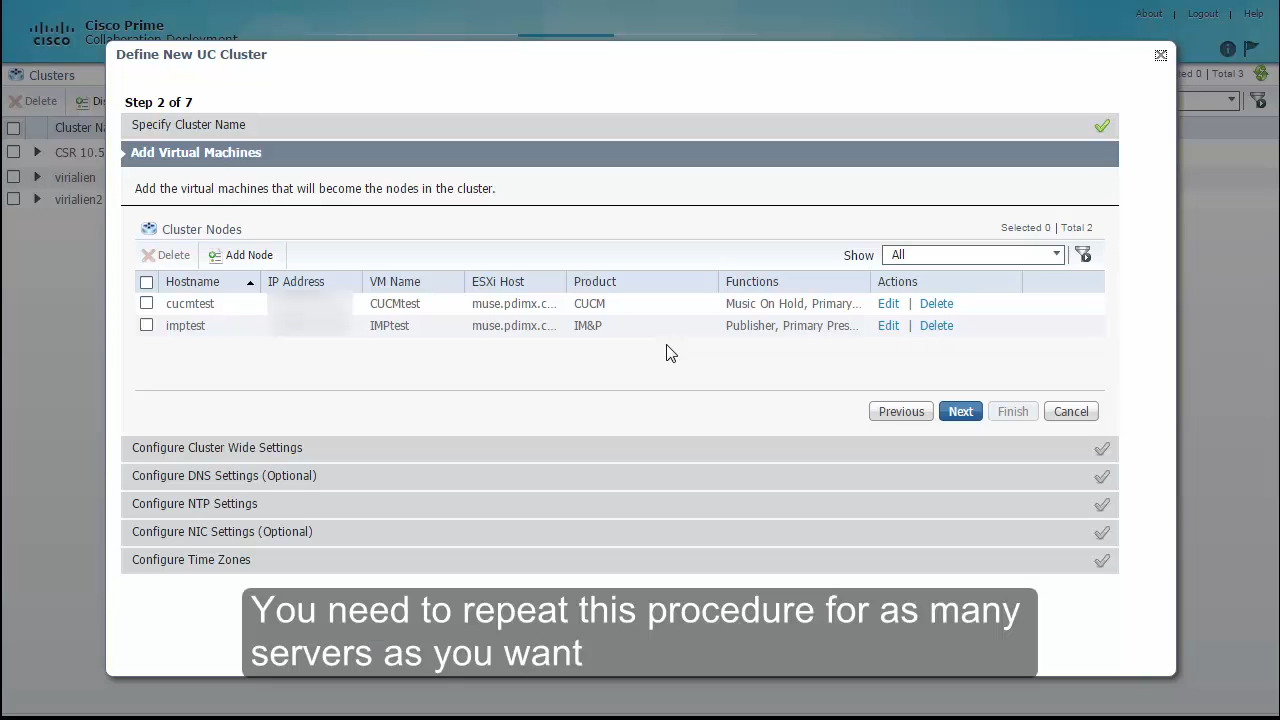 About | Logout | Help
cisco
Cisco Prime
Collaboration Deployment
Define New UC Cluster
Clusters
Total 3
Delete
Step 2 of 7
Specify Cluster Name
CSR 10.5
virialien
virialien2
Add Virtual Machines
Add the virtual machines that will become the nodes in the cluster.
Cluster Nodes
Selected 0 | Total 2
Delete Add Node
Show All
Hostname IP Address VM Name ESXi Host Product Functions Actions
cucmtest CUCMtest muse.pdimx.c... CUCM Music On Hold, Primary... Edit | Delete
imptest IMPtest muse.pdimx.c... IM&P Publisher, Primary Pres... Edit | Delete
Previous Next Finish Cancel
Configure Cluster Wide Settings
Configure DNS Settings (Optional)
Configure NTP Settings
Configure NIC Settings (Optional)
Configure Time Zones
You need to repeat this procedure for as many
servers as you want